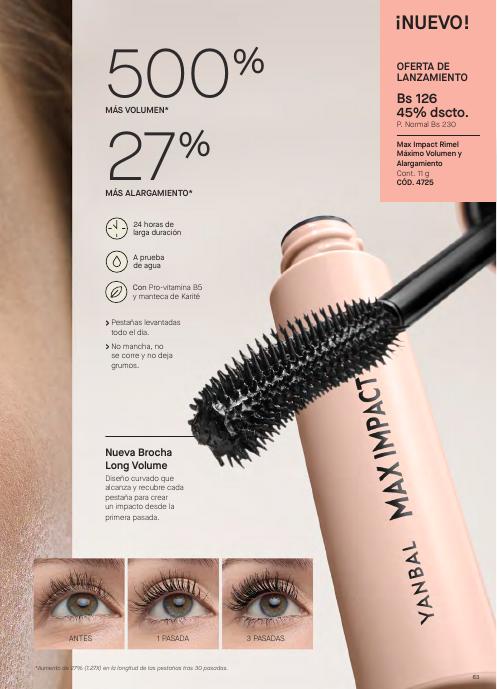 ¡NUEVO!
OFERTA DE
LANZAMIENTO
Bs 126
45% dscto.
P. Normal Bs 230
Max Impact Rimel
Máximo Volumen y
Alargamiento
Cont. 11 g
CÓD. 4725
500%
MÁS VOLUMEN*
27%
MÁS ALARGAMIENTO*
24 horas de
larga duración
A prueba
de agua
Con Pro-vitamina B5
y manteca de Karité
› Pestañas levantadas
todo el día.
› No mancha, no
se corre y no deja
grumos.
Nueva Brocha
Long Volume
Diseño curvado que
alcanza y recubre cada
pestaña para crear
un impacto desde la
primera pasada.
YANBAL MAX IMPACT
ANTES
1 PASADA
3 PASADAS
*Aumento de 27% (1.27X) en la longitud de las pestañas tras 30 pasadas.
63